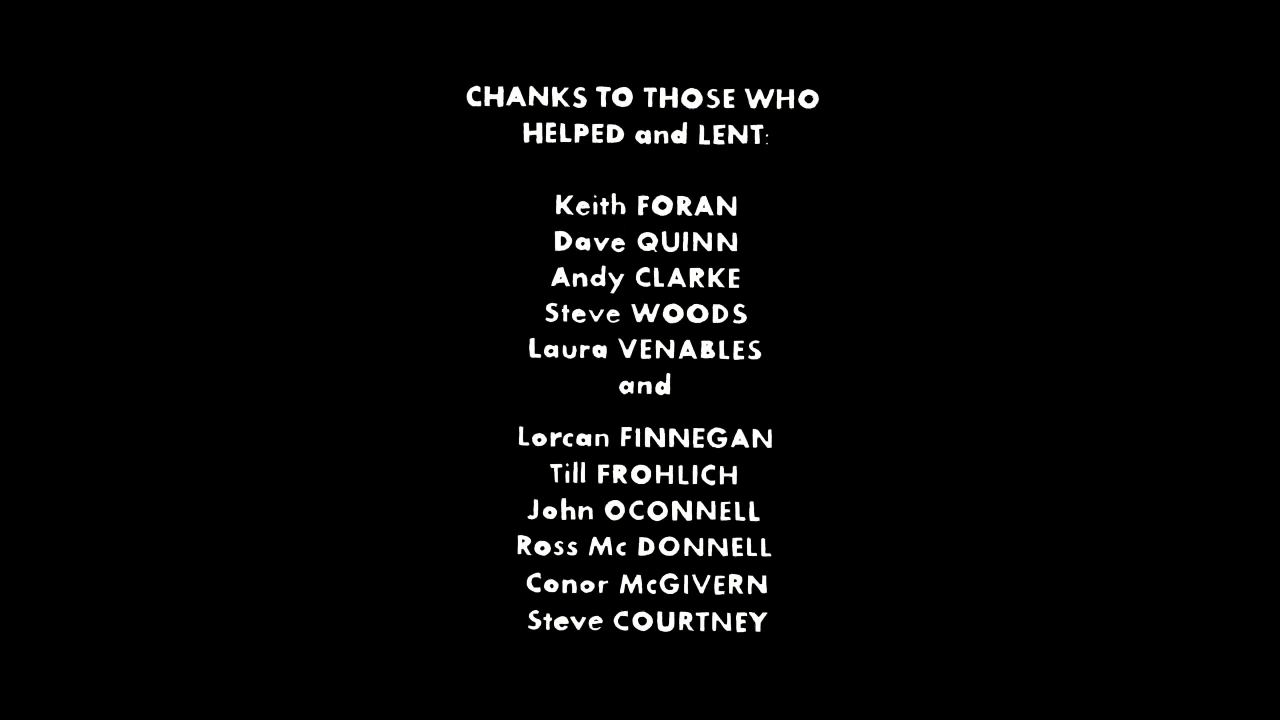 CHANKS TO THOSE WHO
HELPED and LENT:
Keith FORAN
Dave QUINN
Andy CLARKE
Steve WOODS
Laura VENABLES
and
Lorcan FINNEGAN
Till FROHLICH
John OCONNELL
Ross Mc DONNELL
Conor McGIVERN
Steve COURTNEY